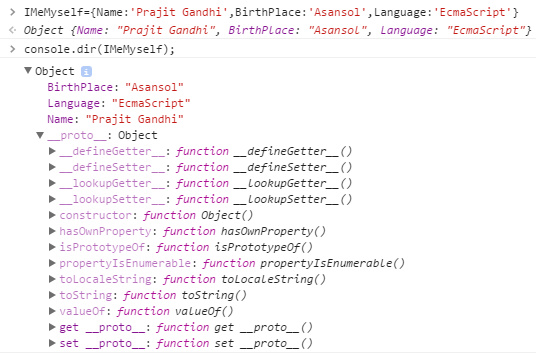 > IMeMyself={Name:'Prajit Gandhi',BirthPlace:'Asansol',Language:'EcmaScript'}
Object {Name: "Prajit Gandhi", BirthPlace: "Asansol", Language: "EcmaScript"}
> console.dir(IMeMyself);
▼Object i
BirthPlace: "Asansol"
Language: "EcmaScript"
Name: "Prajit Gandhi"
▼__proto__: Object
▶__defineGetter__: function __defineGetter__()
▶__defineSetter__: function __defineSetter__()
▶__lookupGetter__: function __lookupGetter__()
▶__lookupSetter__: function __lookupSetter__()
▶constructor: function Object()
▶hasOwnProperty: function hasOwnProperty()
▶isPrototypeOf: function isPrototypeOf()
▶propertyIsEnumerable: function propertyIsEnumerable()
▶toLocaleString: function toLocaleString()
▶toString: function toString()
▶valueOf: function valueOf()
▶get __proto__: function get __proto__()
▶set __proto__: function set __proto__()